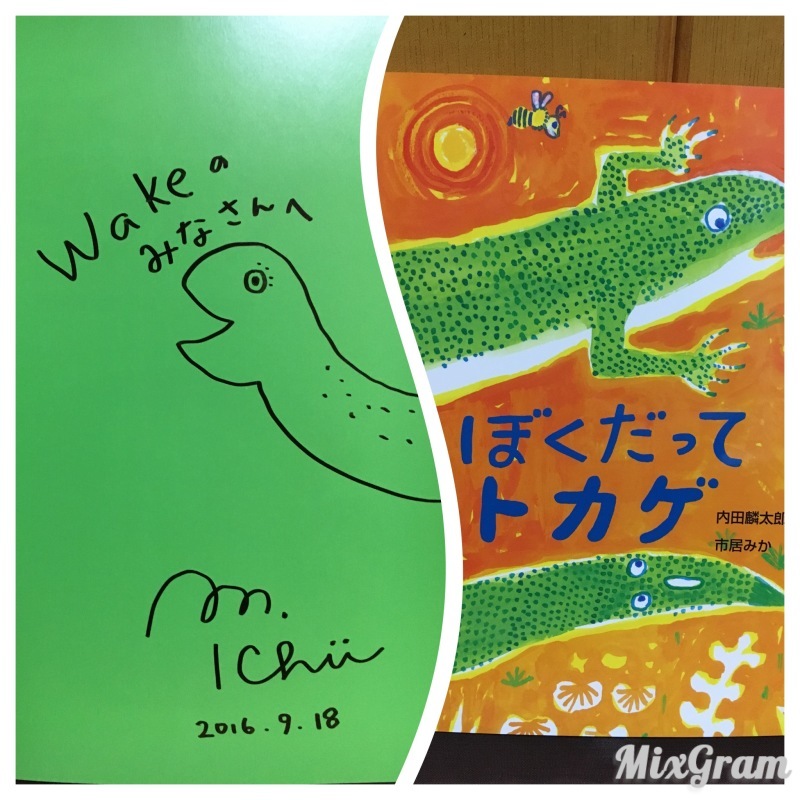 Wakeの
みなさんへ
m.
Ichii
2016.9.18
ぼくだって
トカゲ
内田麟太郎
市居みか
MixGram